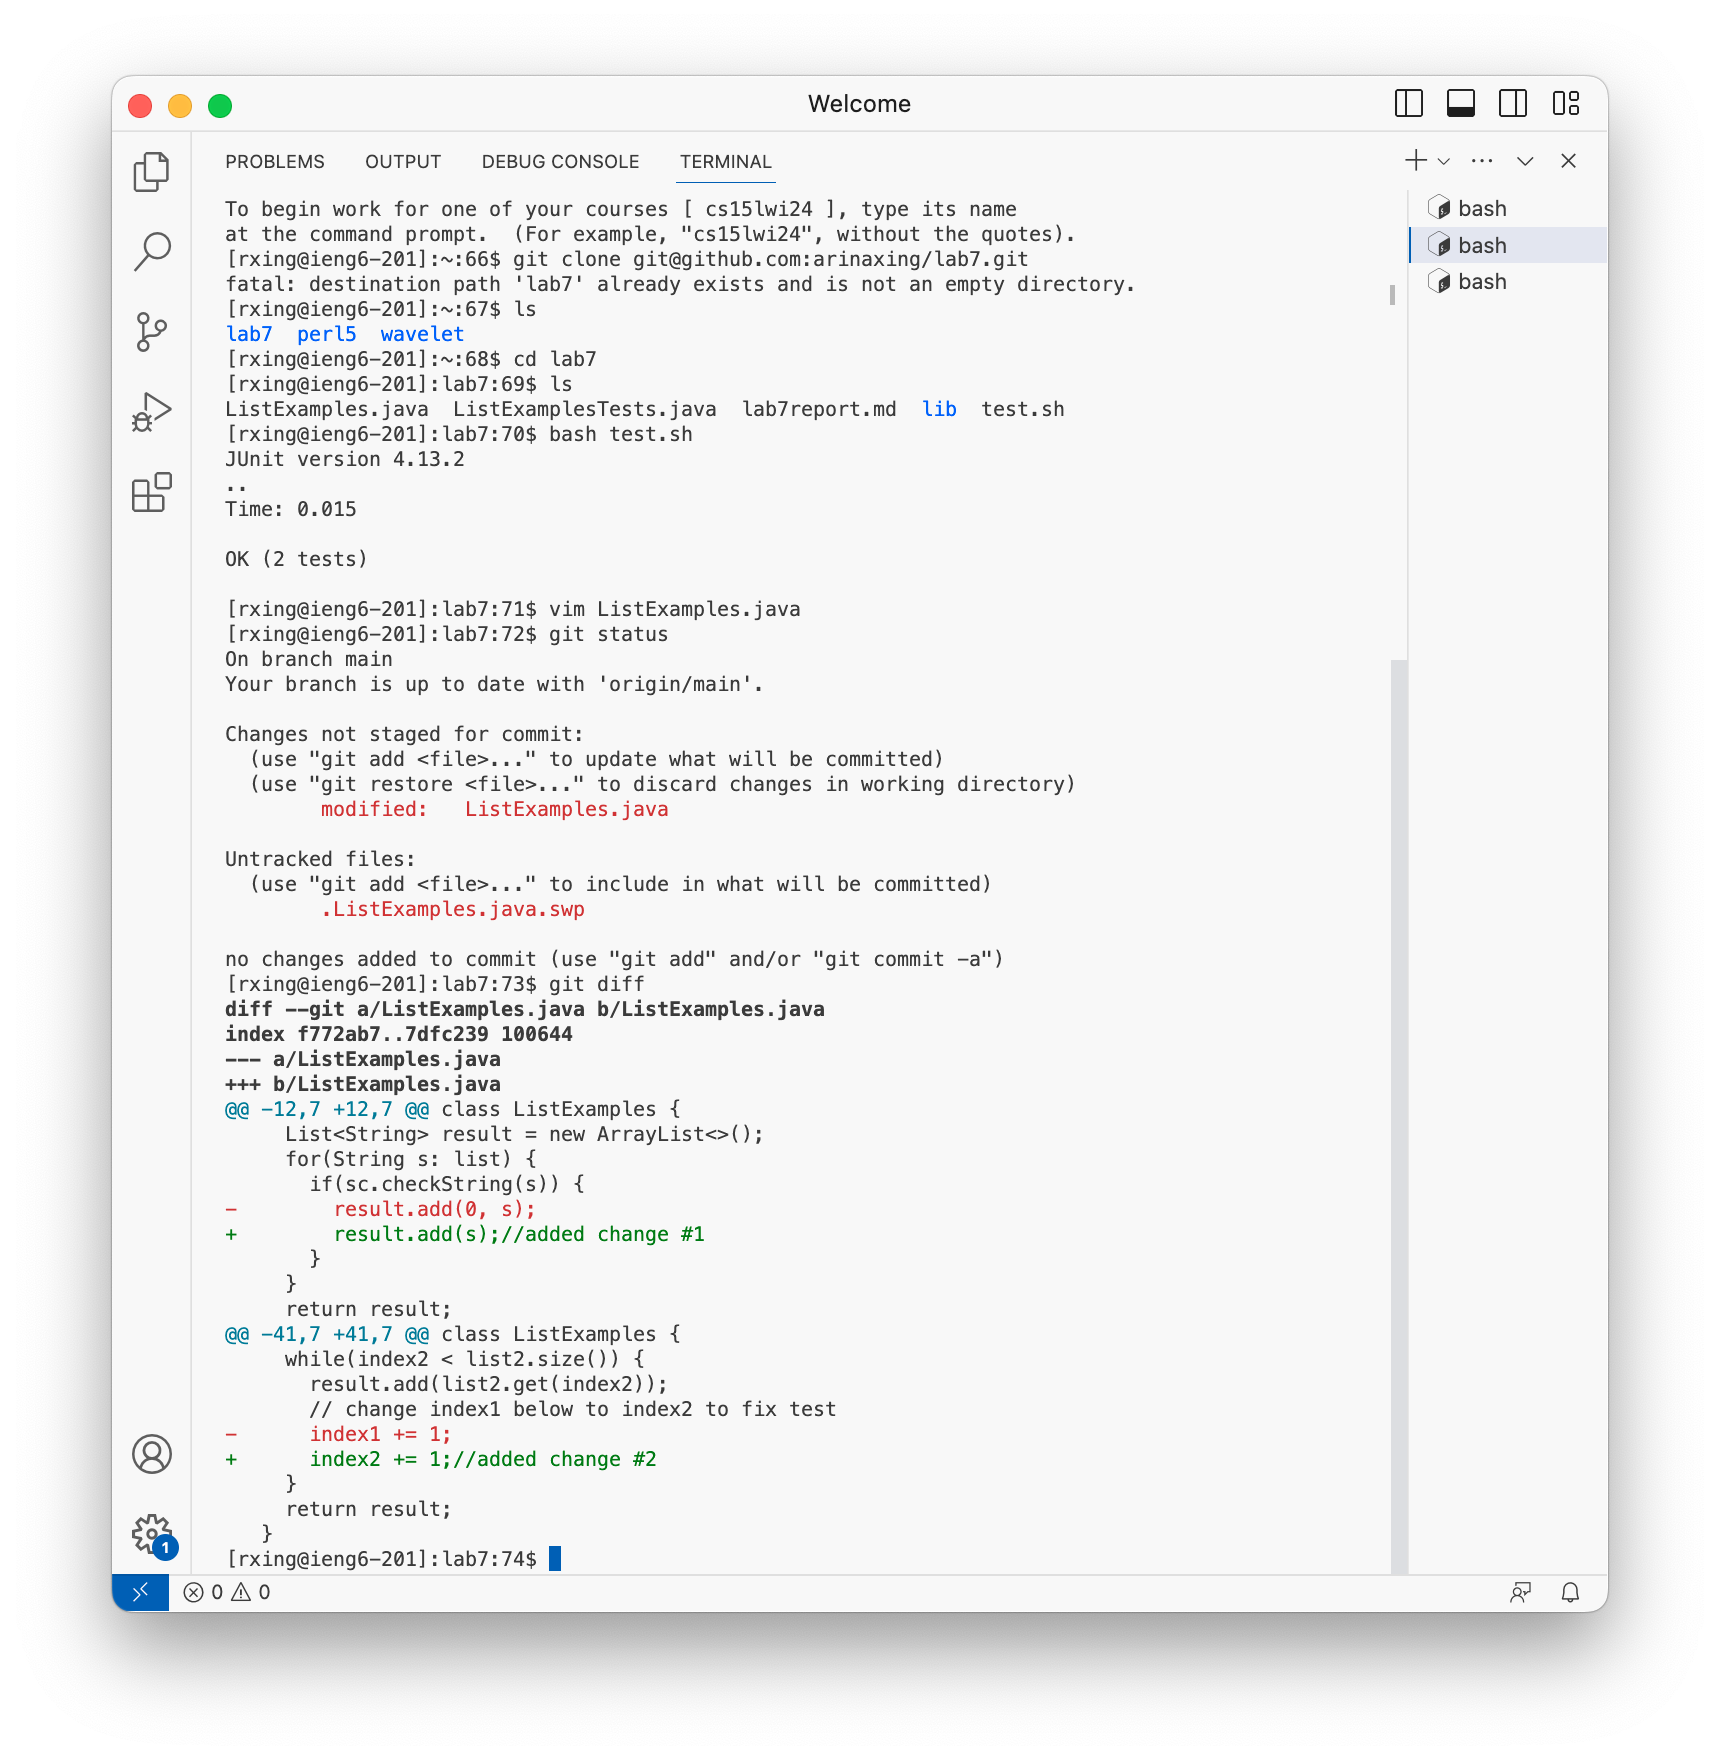 Welcome
PROBLEMS OUTPUT DEBUG CONSOLE TERMINAL
To begin work for one of your courses [ cs15lwi24 ], type its name
at the command prompt.  (For example, "cs15lwi24", without the quotes).
[rxing@ieng6-201]:~:66$ git clone git@github.com:arinaxing/lab7.git
fatal: destination path 'lab7' already exists and is not an empty directory.
[rxing@ieng6-201]:~:67$ ls
lab7  perl5  wavelet
[rxing@ieng6-201]:~:68$ cd lab7
[rxing@ieng6-201]:lab7:69$ ls
ListExamples.java  ListExamplesTests.java  lab7report.md  lib  test.sh
[rxing@ieng6-201]:lab7:70$ bash test.sh
JUnit version 4.13.2
..
Time: 0.015
OK (2 tests)
[rxing@ieng6-201]:lab7:71$ vim ListExamples.java
[rxing@ieng6-201]:lab7:72$ git status
On branch main
Your branch is up to date with 'origin/main'.
Changes not staged for commit:
  (use "git add <file>..." to update what will be committed)
  (use "git restore <file>..." to discard changes in working directory)
        modified:   ListExamples.java
Untracked files:
  (use "git add <file>..." to include in what will be committed)
        .ListExamples.java.swp
no changes added to commit (use "git add" and/or "git commit -a")
[rxing@ieng6-201]:lab7:73$ git diff
diff --git a/ListExamples.java b/ListExamples.java
index f772ab7..7dfc239 100644
--- a/ListExamples.java
+++ b/ListExamples.java
@@ -12,7 +12,7 @@ class ListExamples {
     List<String> result = new ArrayList<>();
     for(String s: list) {
       if(sc.checkString(s)) {
-        result.add(0, s);
+        result.add(s);//added change #1
       }
     }
     return result;
@@ -41,7 +41,7 @@ class ListExamples {
     while(index2 < list2.size()) {
       result.add(list2.get(index2));
       // change index1 below to index2 to fix test
-      index1 += 1;
+      index2 += 1;//added change #2
     }
     return result;
   }
[rxing@ieng6-201]:lab7:74$
bash
bash
bash
1
0 0